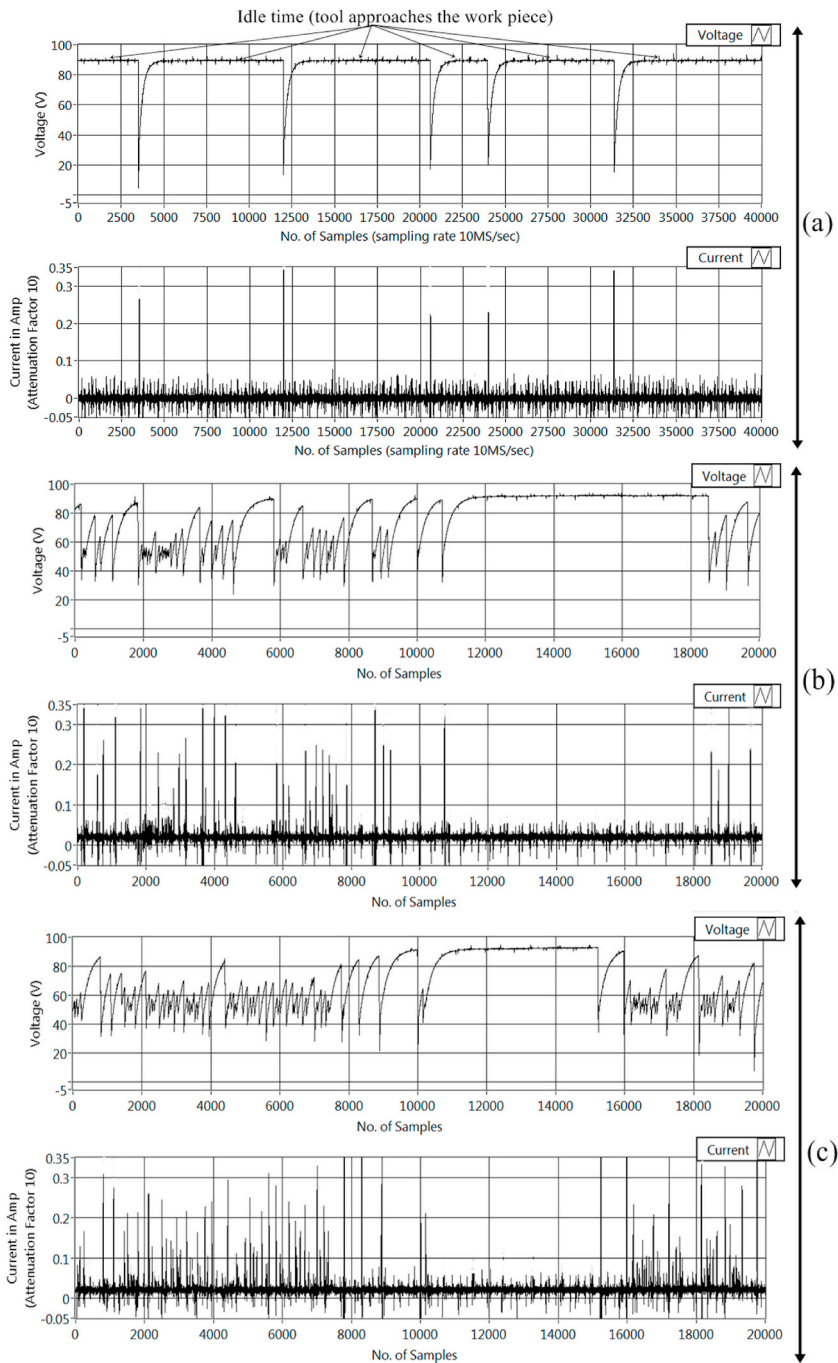 Idle time (tool approaches the work piece)
Voltage
100
80
60
40
20
-5
Voltage (V)
0 2500 5000 7500 10000 12500 15000 17500 20000 22500 25000 27500 30000 32500 35000 37500 40000
No. of Samples (sampling rate 10MS/sec)
(a)
Current
0.35
0.3
0.2
0.1
0
-0.05
Current in Amp
(Attenuation Factor 10)
0 2500 5000 7500 10000 12500 15000 17500 20000 22500 25000 27500 30000 32500 35000 37500 40000
No. of Samples (sampling rate 10MS/sec)
Voltage
100
80
60
40
20
-5
Voltage (V)
0 2000 4000 6000 8000 10000 12000 14000 16000 18000 20000
No. of Samples
(b)
Current
0.35
0.3
0.2
0.1
0
-0.05
Current in Amp
(Attenuation Factor 10)
0 2000 4000 6000 8000 10000 12000 14000 16000 18000 20000
No. of Samples
Voltage
100
80
60
40
20
-5
Voltage (V)
0 2000 4000 6000 8000 10000 12000 14000 16000 18000 20000
No. of Samples
(c)
Current
0.35
0.3
0.2
0.1
0
-0.05
Current in Amp
(Attenuation Factor 10)
0 2000 4000 6000 8000 10000 12000 14000 16000 18000 20000
No. of Samples